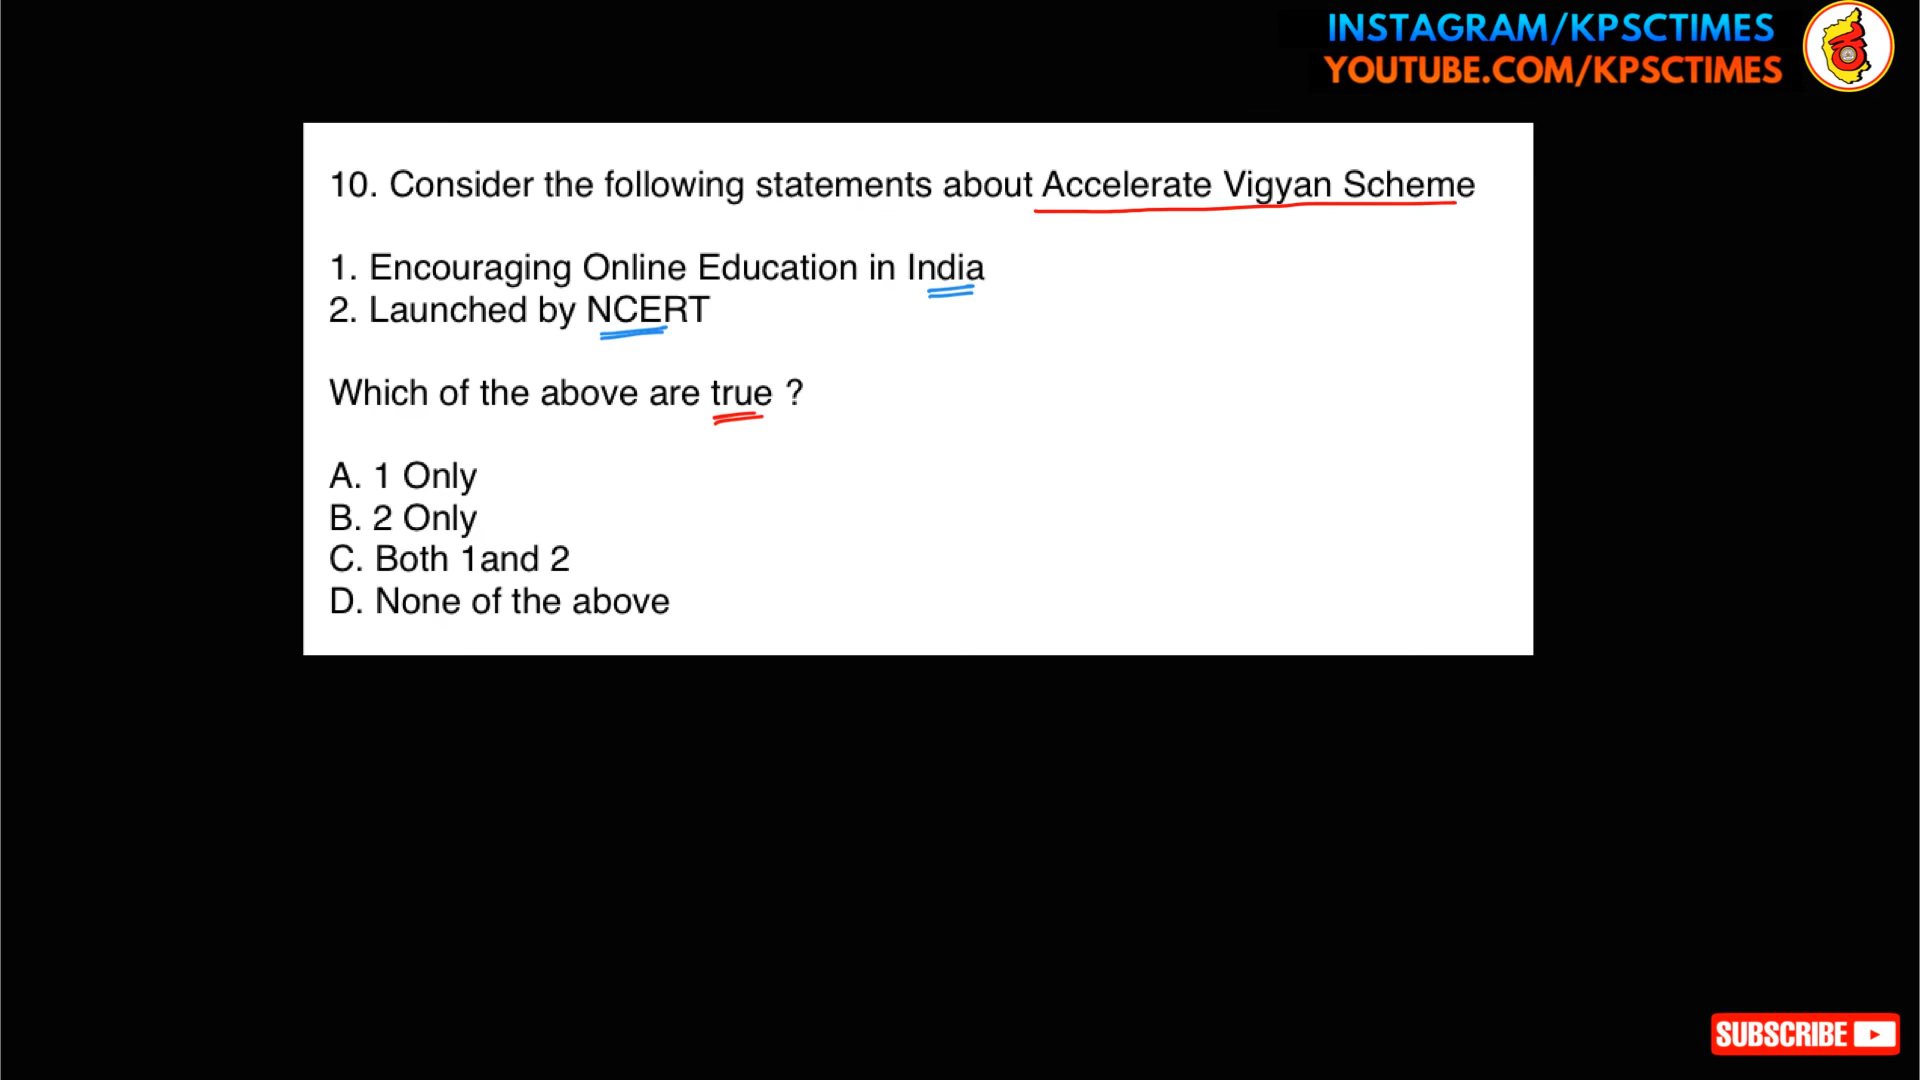 INSTAGRAM/KPSCTIMES
YOUTUBE.COM/KPSCTIMES
10. Consider the following statements about Accelerate Vigyan Scheme
1. Encouraging Online Education in India
2. Launched by NCERT
Which of the above are true ?
A. 1 Only
B. 2 Only
C. Both 1and 2
D. None of the above
SUBSCRIBE